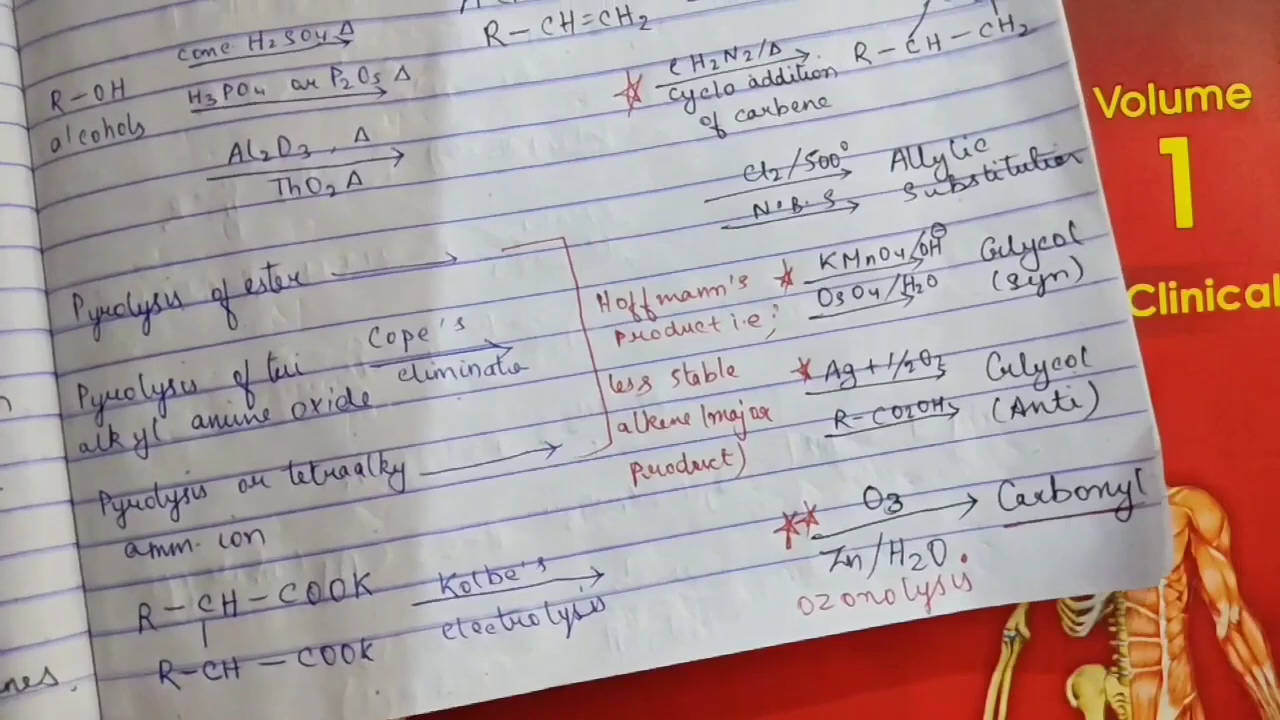 R-CH=CH2
conc H2SO4 Δ
R-OH
alcohols
H3PO4 or P2O5 Δ
Al2O3, Δ
ThO2 Δ
CH2N2/Δ
R-CH-CH2
cyclo addition
of carbene
Cl2/500°
N.B.S
Allylic
Substitution
Pyrolysis of ester
Pyrolysis of tri
alkyl amine oxide
Cope's
eliminatn
Pyrolysis or tetraalky
amm. ion
Hoffmann's
Product i.e;
less stable
alkene (major
Product)
KMnO4/OH⊖
OsO4/H2O
Glycol
(Syn)
Ag + 1/2O2
R-CO2OH
Glycol
(Anti)
O3
Zn/H2O.
Carbonyl
ozonolysis
R-CH-COOK
R-CH-COOK
Kolbe's
electrolysis
nes.
Volume
1
Clinical